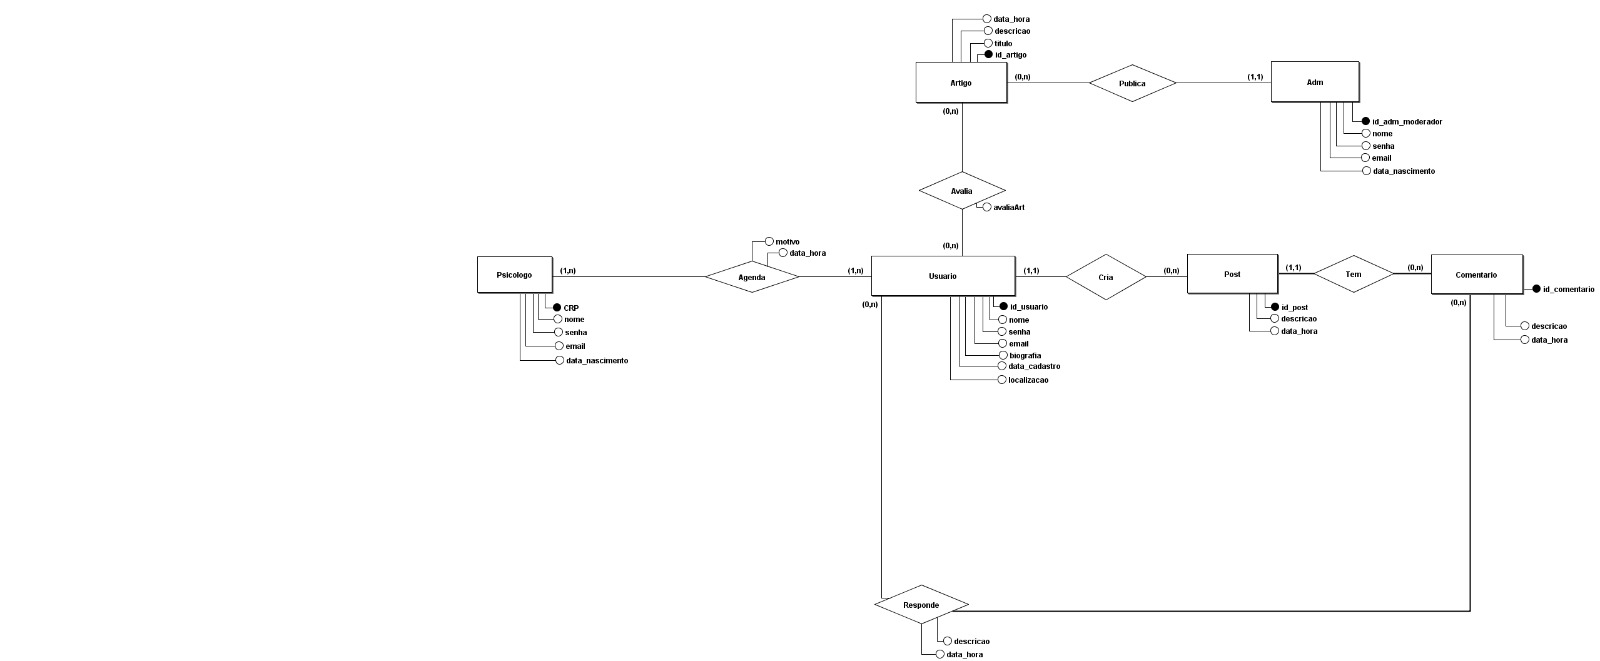 data_hora
descricao
titulo
id_artigo
Artigo
(0,n)
Publica
(1,1)
Adm
(0,n)
id_adm_moderador
nome
senha
email
data_nascimento
Avalia
avaliaArt
(0,n)
motivo
data_hora
Psicologo
(1,n)
Agenda
(1,n)
Usuario
(1,1)
Cria
(0,n)
Post
(1,1)
Tem
(0,n)
Comentario
id_comentario
CRP
nome
senha
email
data_nascimento
(0,n)
id_usuario
nome
senha
email
biografia
data_cadastro
localizacao
id_post
descricao
data_hora
(0,n)
descricao
data_hora
Responde
descricao
data_hora